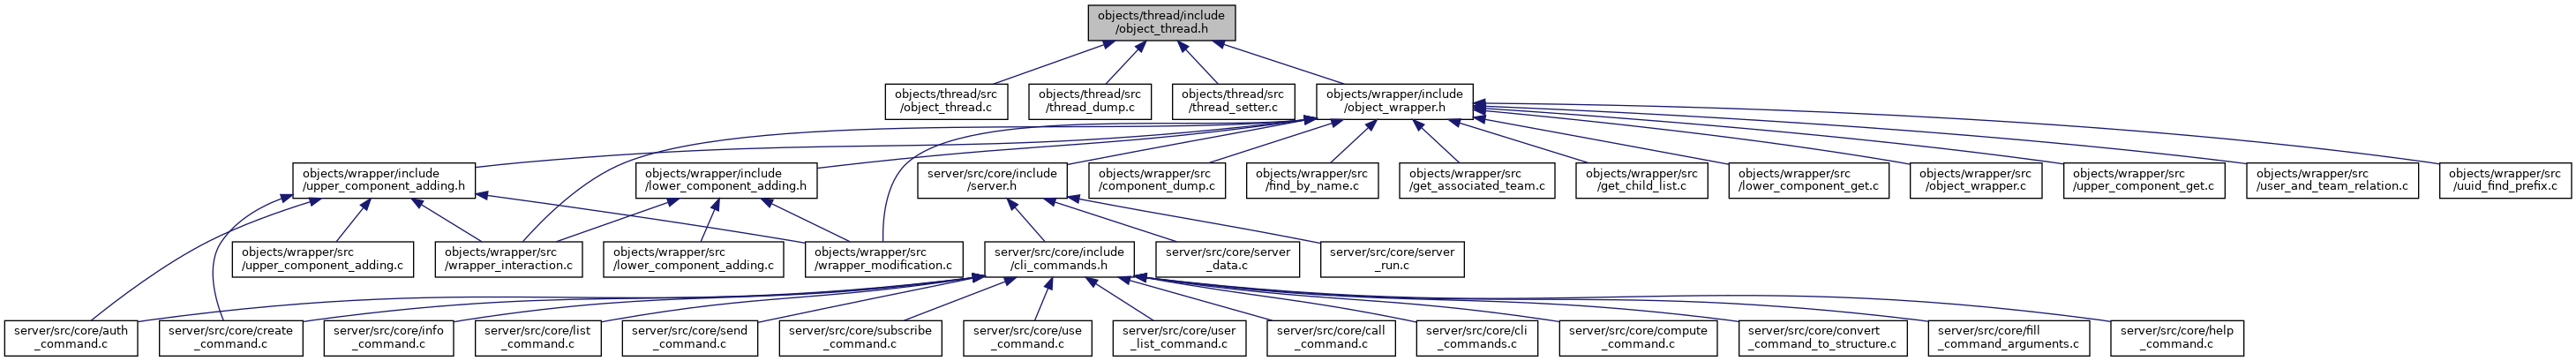 objects/thread/include
/object_thread.h
objects/thread/src
/object_thread.c
objects/thread/src
/thread_dump.c
objects/thread/src
/thread_setter.c
objects/wrapper/include
/object_wrapper.h
objects/wrapper/include
/upper_component_adding.h
objects/wrapper/include
/lower_component_adding.h
server/src/core/include
/server.h
objects/wrapper/src
/component_dump.c
objects/wrapper/src
/find_by_name.c
objects/wrapper/src
/get_associated_team.c
objects/wrapper/src
/get_child_list.c
objects/wrapper/src
/lower_component_get.c
objects/wrapper/src
/object_wrapper.c
objects/wrapper/src
/upper_component_get.c
objects/wrapper/src
/user_and_team_relation.c
objects/wrapper/src
/uuid_find_prefix.c
objects/wrapper/src
/upper_component_adding.c
objects/wrapper/src
/wrapper_interaction.c
objects/wrapper/src
/lower_component_adding.c
objects/wrapper/src
/wrapper_modification.c
server/src/core/include
/cli_commands.h
server/src/core/server
_data.c
server/src/core/server
_run.c
server/src/core/auth
_command.c
server/src/core/create
_command.c
server/src/core/info
_command.c
server/src/core/list
_command.c
server/src/core/send
_command.c
server/src/core/subscribe
_command.c
server/src/core/use
_command.c
server/src/core/user
_list_command.c
server/src/core/call
_command.c
server/src/core/cli
_commands.c
server/src/core/compute
_command.c
server/src/core/convert
_command_to_structure.c
server/src/core/fill
_command_arguments.c
server/src/core/help
_command.c